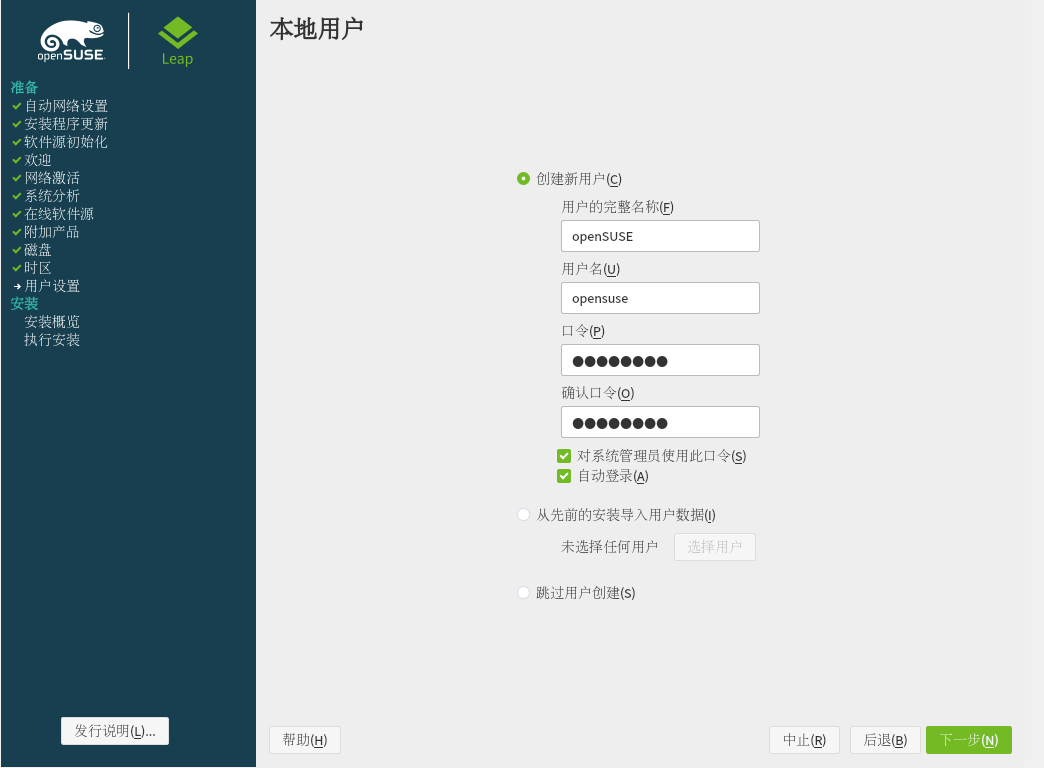 openSUSE
Leap
准备
自动网络设置
安装程序更新
软件源初始化
欢迎
网络激活
系统分析
在线软件源
附加产品
磁盘
时区
用户设置
安装
安装概览
执行安装
发行说明(L)...
本地用户
创建新用户(C)
用户的完整名称(F)
openSUSE
用户名(U)
opensuse
口令(P)
●●●●●●●●
确认口令(O)
●●●●●●●●
对系统管理员使用此口令(S)
自动登录(A)
从先前的安装导入用户数据(I)
未选择任何用户 选择用户
跳过用户创建(S)
帮助(H) 中止(R) 后退(B) 下一步(N)